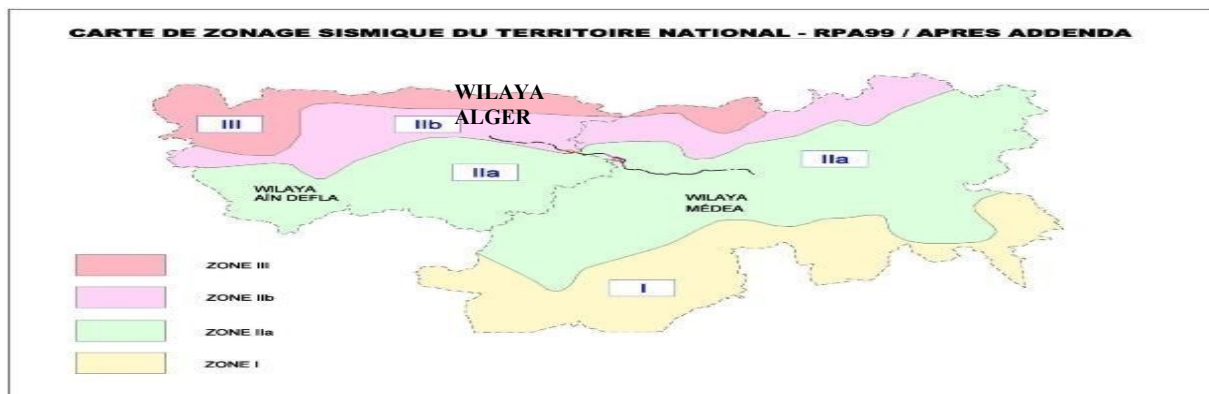 CARTE DE ZONAGE SISMIQUE DU TERRITOIRE NATIONAL - RPA99 / APRES ADDENDA
WILAYA
ALGER
III
IIb
IIa
IIa
WILAYA
AÏN DEFLA
WILAYA
MÉDEA
I
ZONE III
ZONE IIb
ZONE IIa
ZONE I